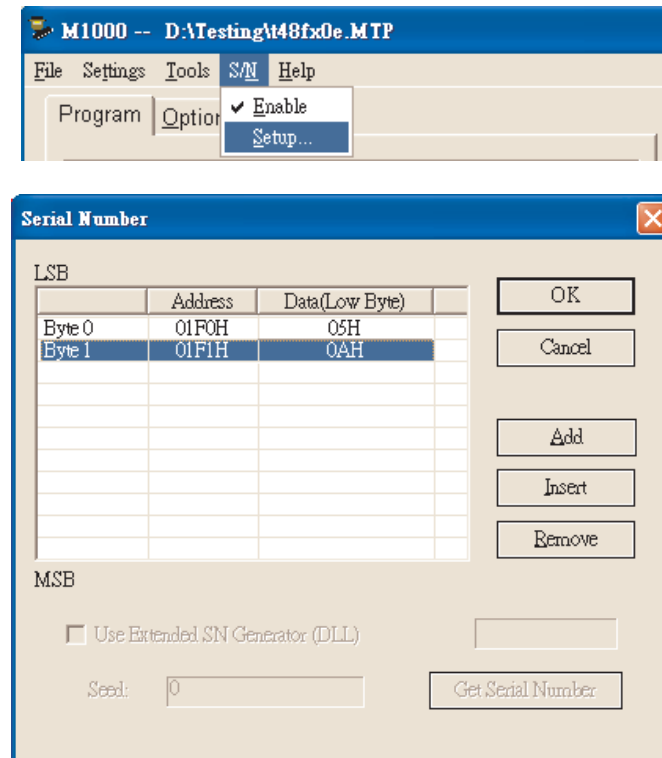 M1000 -- D:\Testing\t48fx0e.MTP
File Settings Tools S/N Help
Program Option
✔ Enable
Setup...
Serial Number
LSB
Address Data(Low Byte)
Byte 0 01F0H 05H
Byte 1 01F1H 0AH
MSB
OK
Cancel
Add
Insert
Remove
Use Extended SN Generator (DLL)
Seed: 0
Get Serial Number